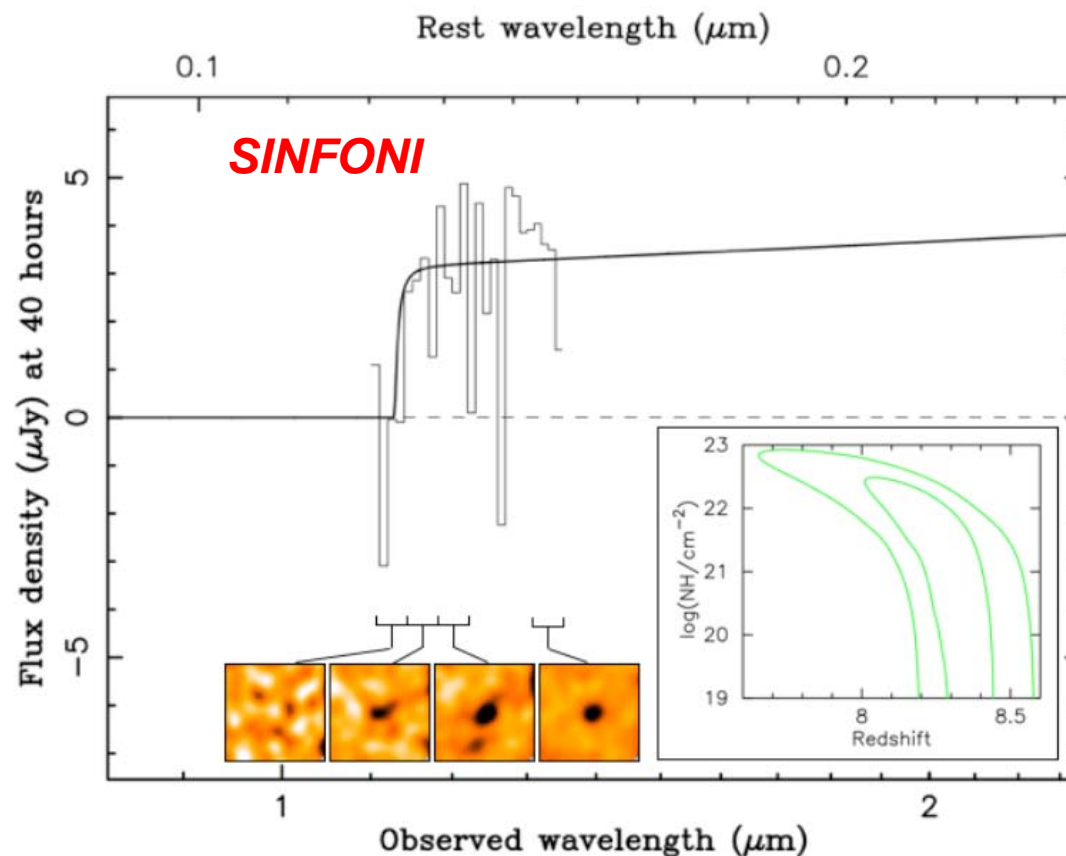 Rest wavelength (μm)
0.1 0.2
SINFONI
Flux density (μJy) at 40 hours
5
0
−5
log(NH/cm⁻²)
23
22
21
20
19
8 8.5
Redshift
1 2
Observed wavelength (μm)